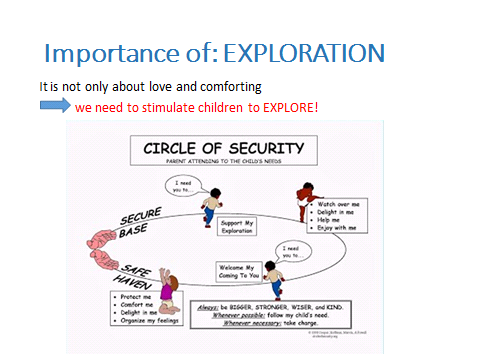 Importance of: EXPLORATION
It is not only about love and comforting
we need to stimulate children to EXPLORE!
CIRCLE OF SECURITY
PARENT ATTENDING TO THE CHILD'S NEEDS
I need
you to...
• Watch over me
• Delight in me
• Help me
• Enjoy with me
Support My
Exploration
SECURE
BASE
I need
you to...
SAFE
HAVEN
Welcome My
Coming To You
• Protect me
• Comfort me
• Delight in me
• Organize my feelings
Always: be BIGGER, STRONGER, WISER, and KIND.
Whenever possible: follow my child's need.
Whenever necessary: take charge.